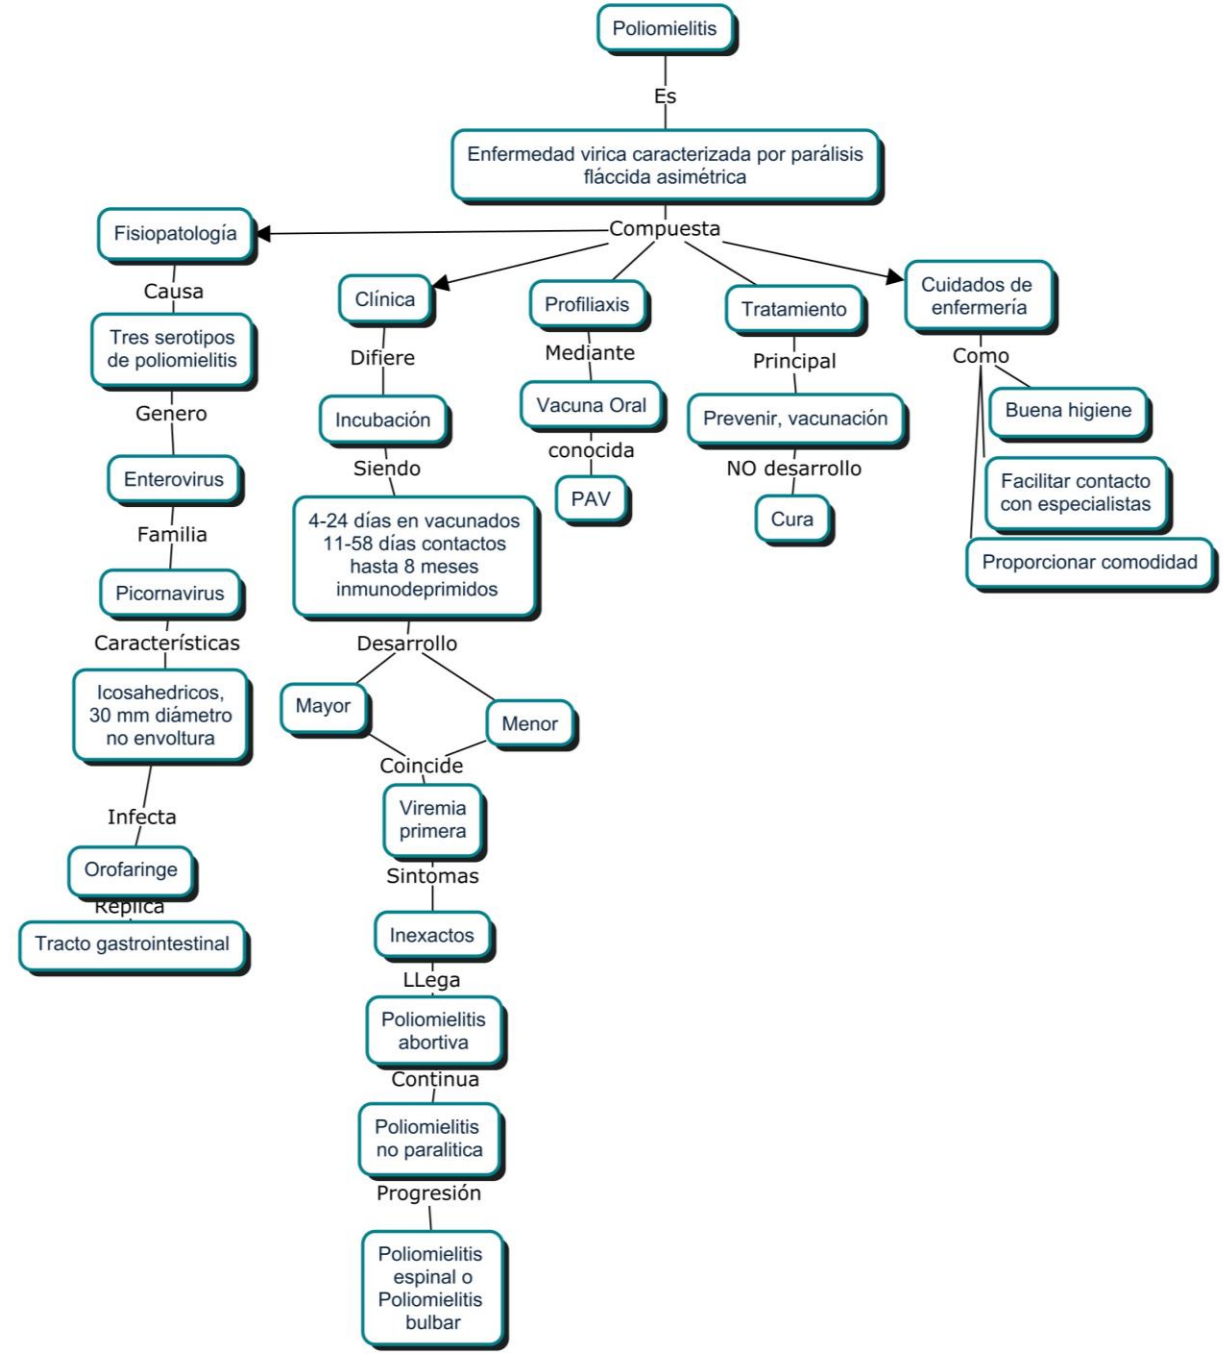 Poliomielitis
Es
Enfermedad virica caracterizada por parálisis
fláccida asimétrica
Compuesta
Fisiopatología
Causa
Tres serotipos
de poliomielitis
Genero
Enterovirus
Familia
Picornavirus
Características
Icosahedricos,
30 mm diámetro
no envoltura
Infecta
Orofaringe
Replica
Tracto gastrointestinal
Clínica
Difiere
Incubación
Siendo
4-24 días en vacunados
11-58 días contactos
hasta 8 meses
inmunodeprimidos
Desarrollo
Mayor
Menor
Coincide
Viremia
primera
Sintomas
Inexactos
LLega
Poliomielitis
abortiva
Continua
Poliomielitis
no paralitica
Progresión
Poliomielitis
espinal o
Poliomielitis
bulbar
Profiliaxis
Mediante
Vacuna Oral
conocida
PAV
Tratamiento
Principal
Prevenir, vacunación
NO desarrollo
Cura
Cuidados de
enfermería
Como
Buena higiene
Facilitar contacto
con especialistas
Proporcionar comodidad